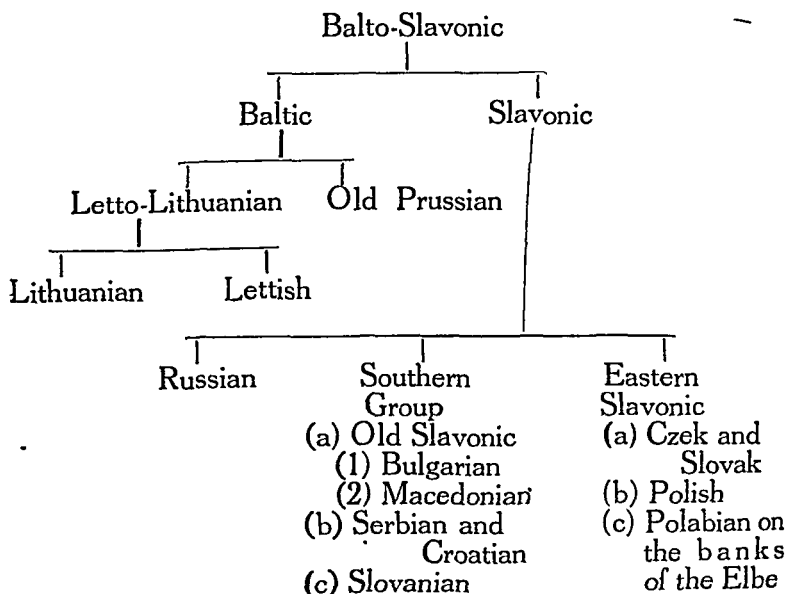 Balto-Slavonic
Baltic
Slavonic
Letto-Lithuanian
Old Prussian
Lithuanian
Lettish
Russian
Southern
Group
(a) Old Slavonic
(1) Bulgarian
(2) Macedonian
(b) Serbian and
Croatian
(c) Slovanian
Eastern
Slavonic
(a) Czek and
Slovak
(b) Polish
(c) Polabian on
the banks
of the Elbe